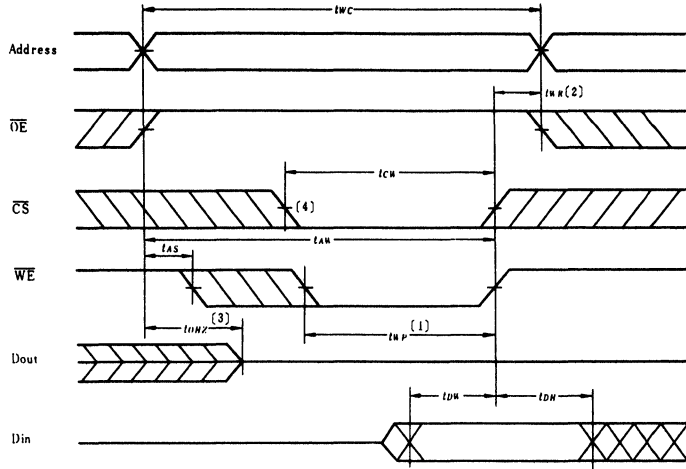 tWC
Address
tWR(2)
OE
tCW
CS
(4)
tAW
tAS
WE
tOHZ(3)
tWP(1)
Dout
tDW
tDH
Din